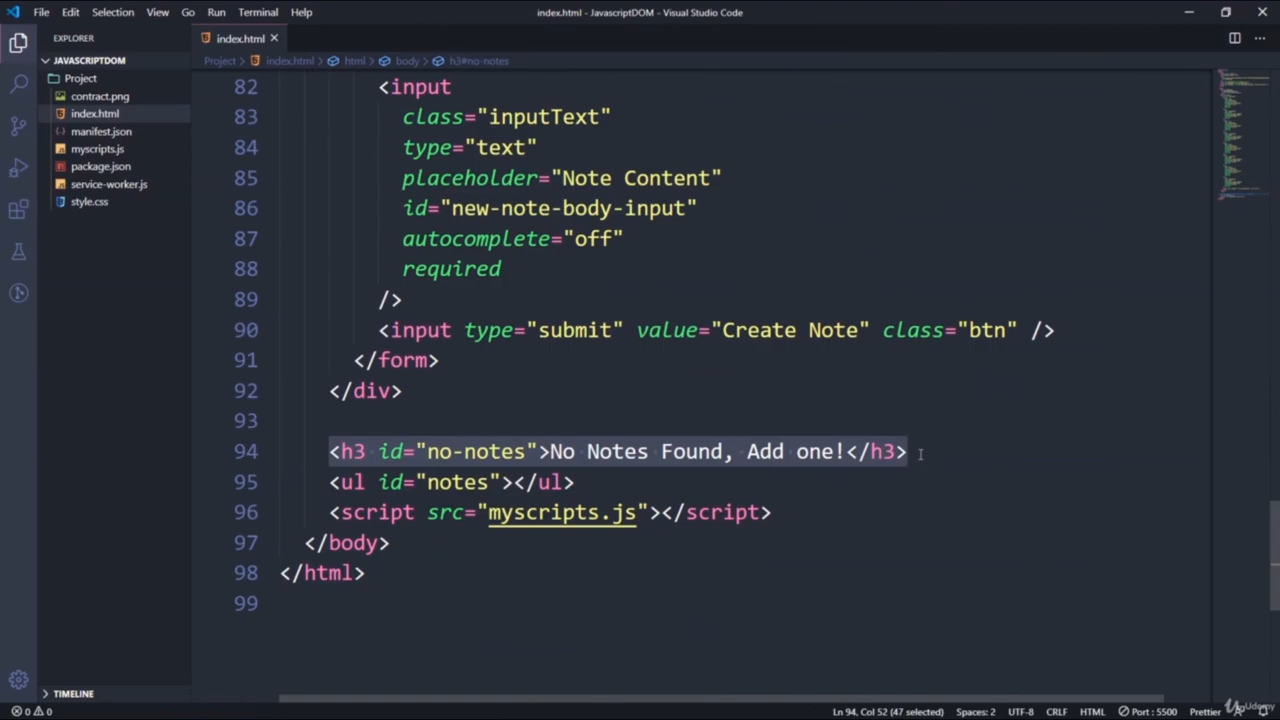 File Edit Selection View Go Run Terminal Help
index.html - JavascriptDOM - Visual Studio Code
EXPLORER
JAVASCRIPTDOM
Project
contract.png
index.html
manifest.json
myscripts.js
package.json
service-worker.js
style.css
TIMELINE
index.html
Project > index.html > html > body > h3#no-notes
82 <input
83 class="inputText"
84 type="text"
85 placeholder="Note Content"
86 id="new-note-body-input"
87 autocomplete="off"
88 required
89 />
90 <input type="submit" value="Create Note" class="btn" />
91 </form>
92 </div>
93
94 <h3 id="no-notes">No Notes Found, Add one!</h3>
95 <ul id="notes"></ul>
96 <script src="myscripts.js"></script>
97 </body>
98 </html>
99
0 0 Ln 94, Col 52 (47 selected) Spaces: 2 UTF-8 CRLF HTML Port : 5500 Prettier
Udemy